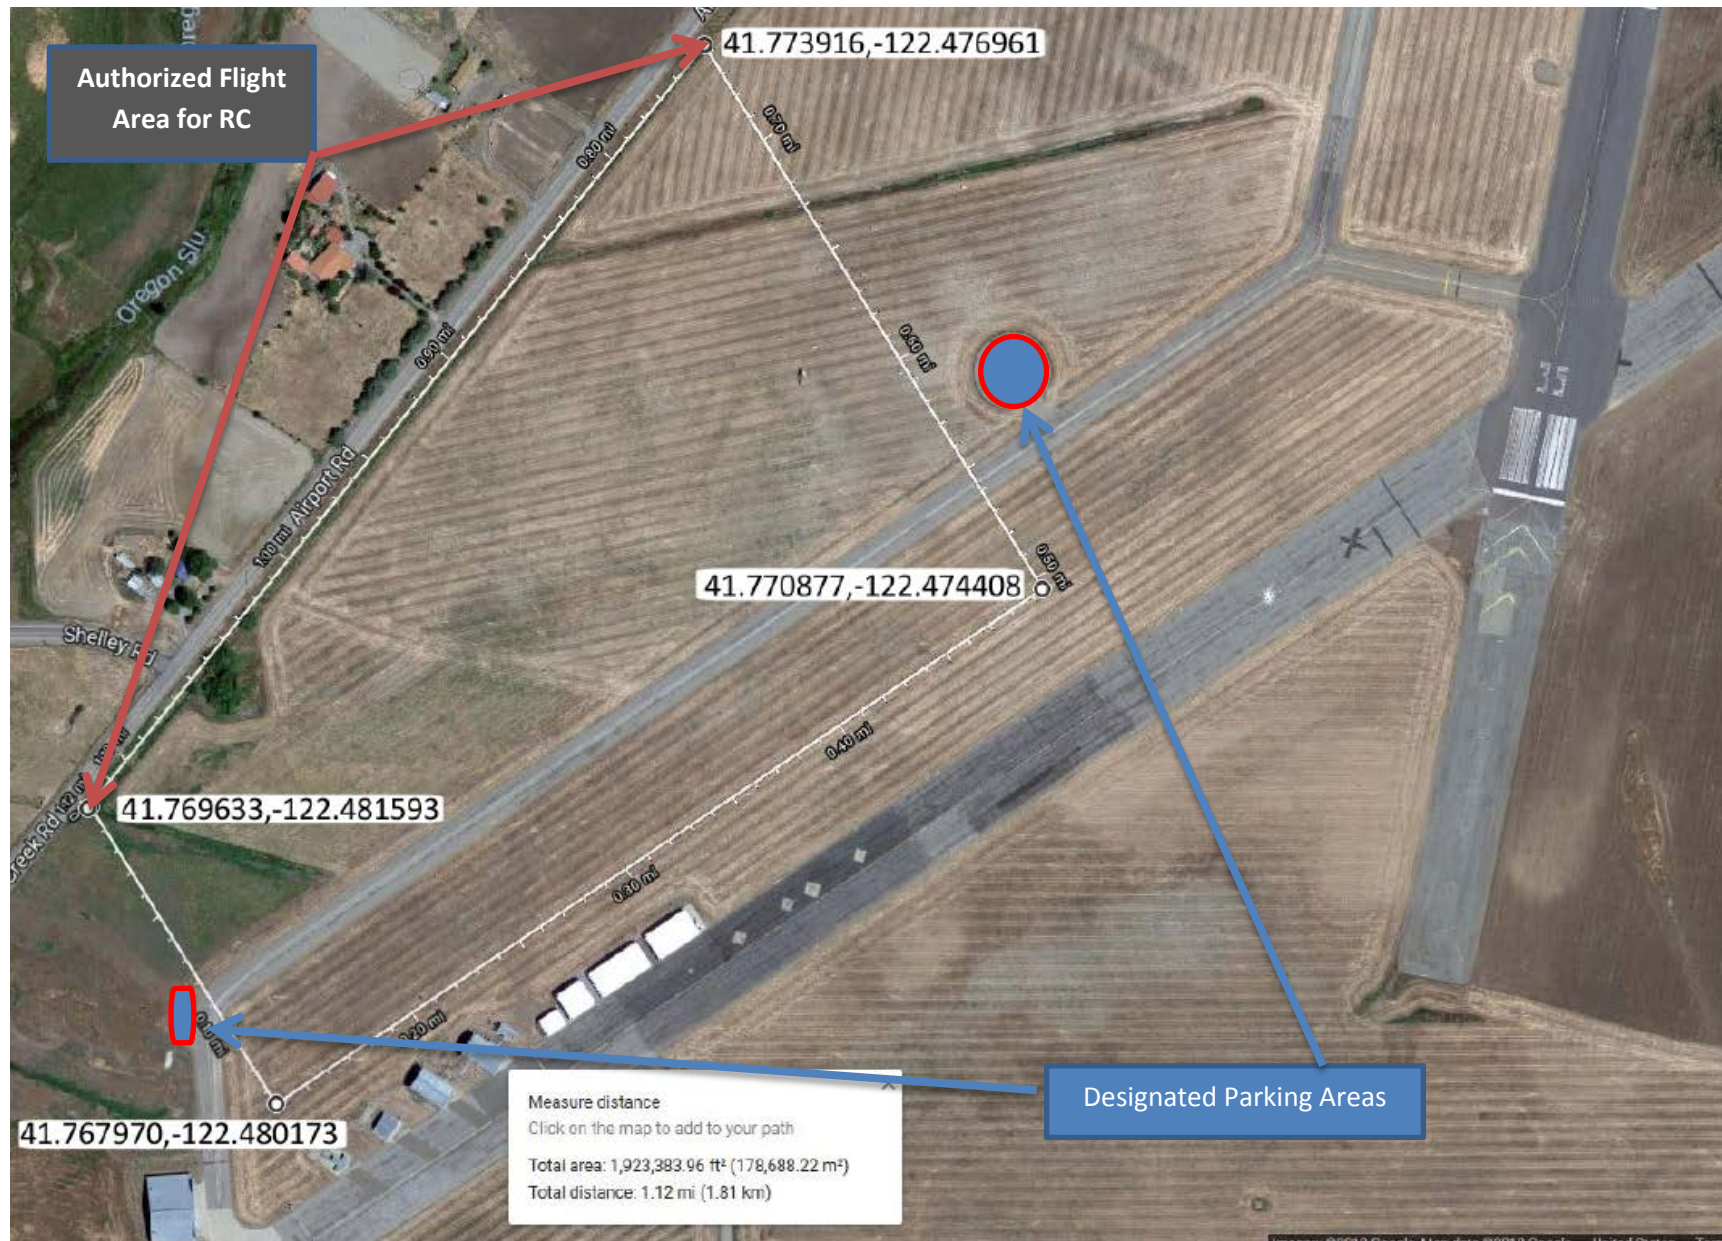 Authorized Flight
Area for RC
41.773916,-122.476961
0.70 mi
0.80 mi
Oregon Slu
0.60 mi
0.90 mi
Airport Rd
1.00 mi
0.50 mi
41.770877,-122.474408
Shelley Rd
0.40 mi
41.769633,-122.481593
Creek Rd
0.30 mi
0.20 mi
0.10 mi
41.767970,-122.480173
Measure distance
Click on the map to add to your path
Total area: 1,923,383.96 ft² (178,688.22 m²)
Total distance: 1.12 mi (1.81 km)
Designated Parking Areas